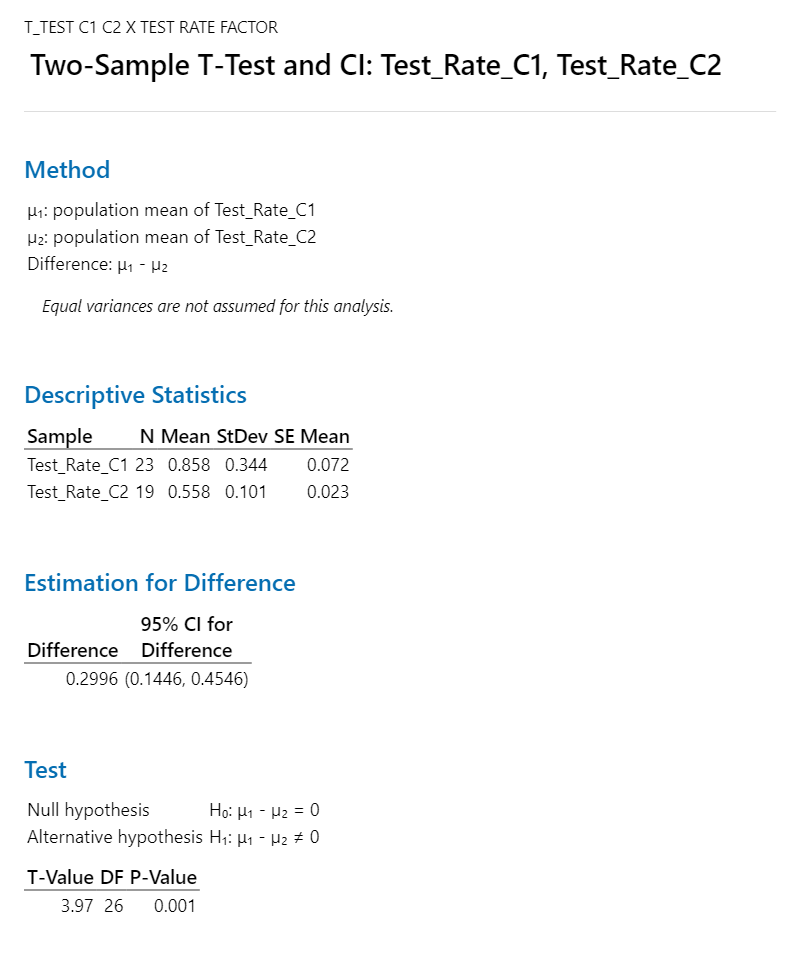 T_TEST C1 C2 X TEST RATE FACTOR
Two-Sample T-Test and CI: Test_Rate_C1, Test_Rate_C2
Method
μ₁: population mean of Test_Rate_C1
μ₂: population mean of Test_Rate_C2
Difference: μ₁ - μ₂
Equal variances are not assumed for this analysis.
Descriptive Statistics
Sample N Mean StDev SE Mean
Test_Rate_C1 23 0.858 0.344 0.072
Test_Rate_C2 19 0.558 0.101 0.023
Estimation for Difference
95% CI for
Difference Difference
0.2996 (0.1446, 0.4546)
Test
Null hypothesis H₀: μ₁ - μ₂ = 0
Alternative hypothesis H₁: μ₁ - μ₂ ≠ 0
T-Value DF P-Value
3.97 26 0.001